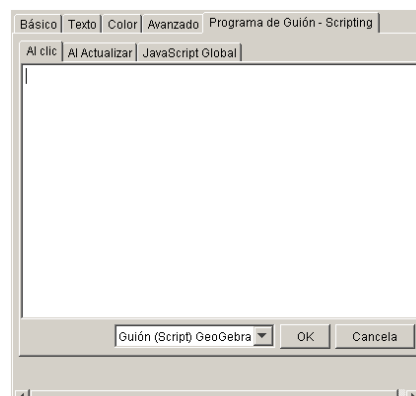 Básico Texto Color Avanzado Programa de Guión - Scripting
Al clic Al Actualizar JavaScript Global
Guión (Script) GeoGebra OK Cancela